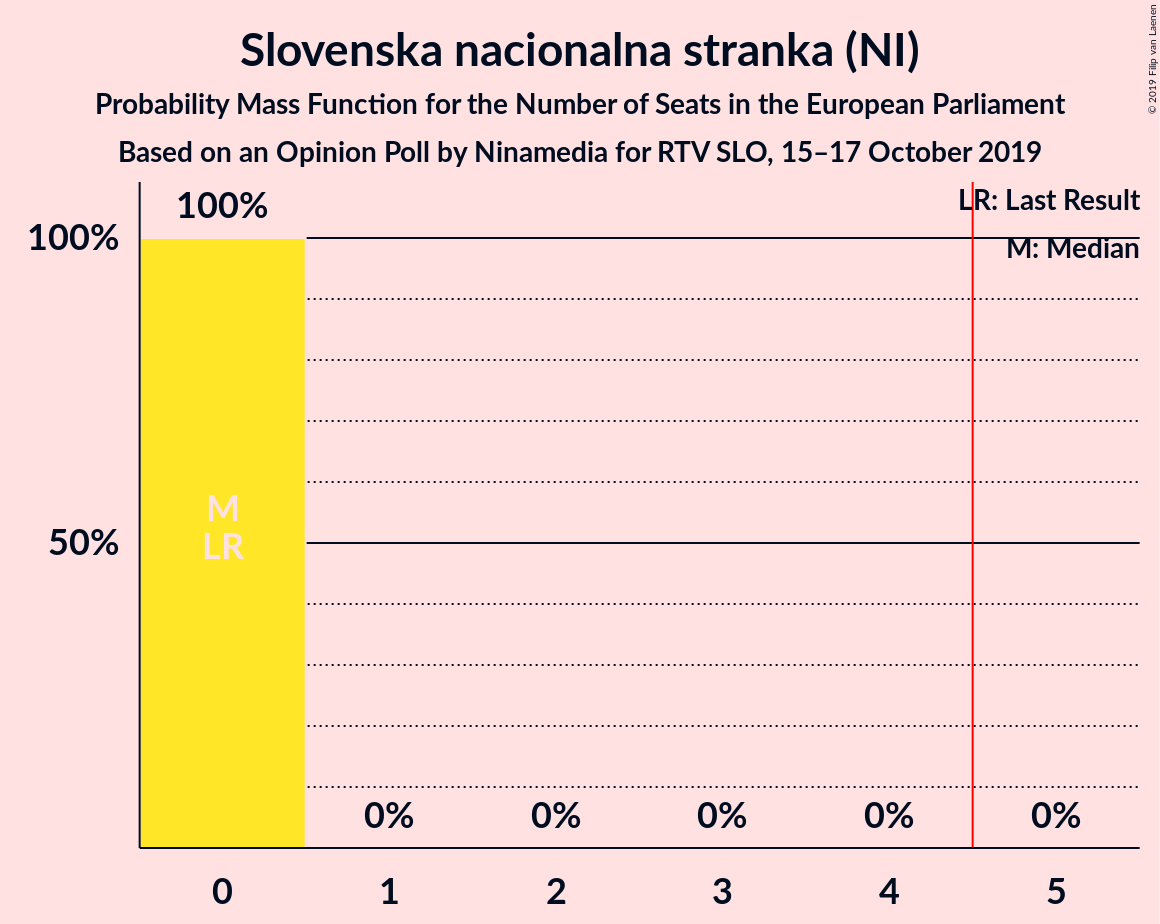 Slovenska nacionalna stranka (NI)
Probability Mass Function for the Number of Seats in the European Parliament
Based on an Opinion Poll by Ninamedia for RTV SLO, 15–17 October 2019
© 2019 Filip van Laenen
LR: Last Result
M: Median
100%
100%
50%
M
LR
0% 0% 0% 0% 0%
0 1 2 3 4 5